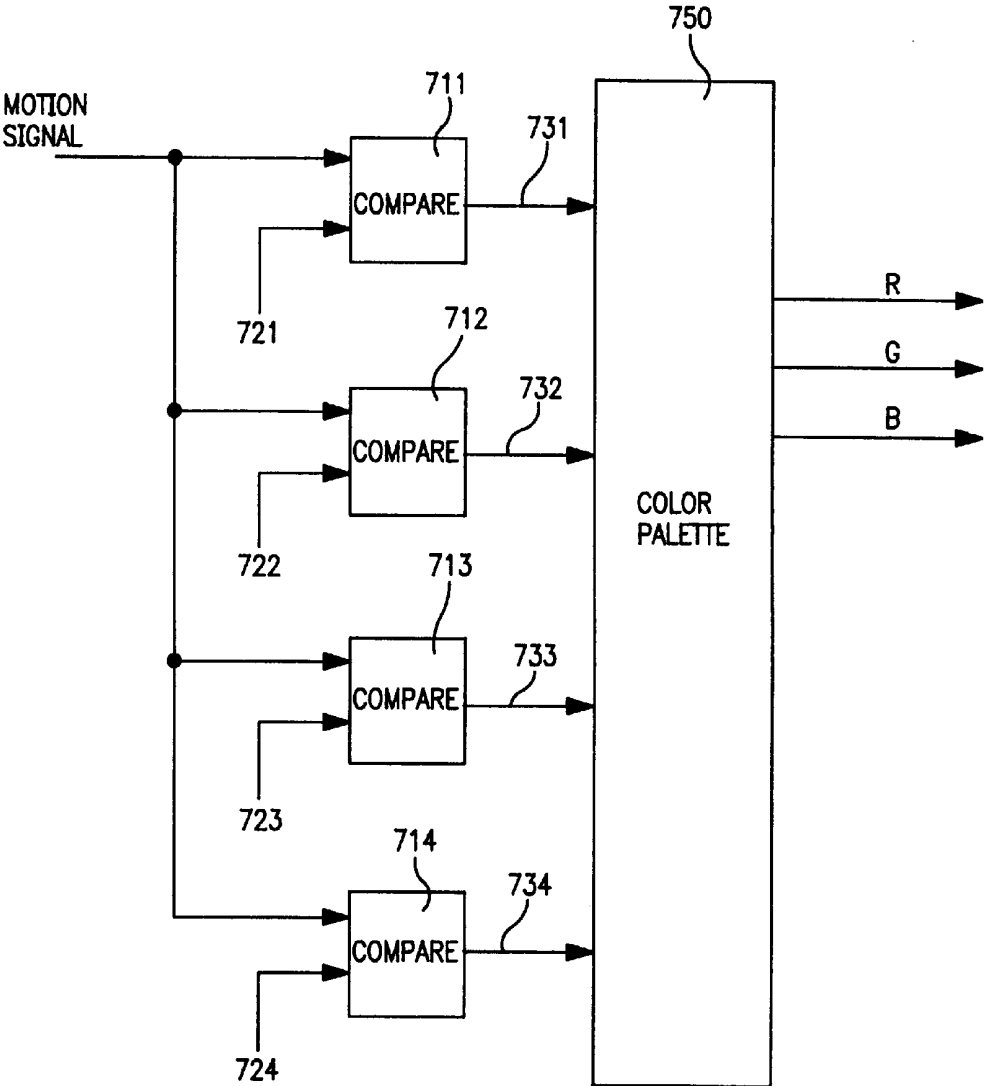 750
MOTION
SIGNAL
711
731
COMPARE
R
721
712
G
732
B
COMPARE
COLOR
PALETTE
722
713
733
COMPARE
723
714
734
COMPARE
724